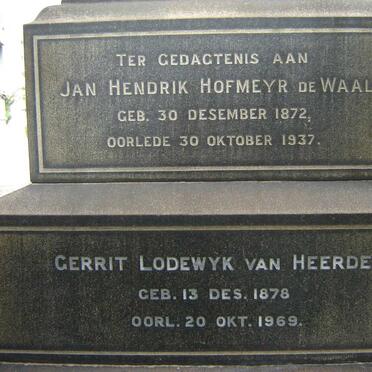 TER GEDAGTENIS AAN
JAN HENDRIK HOFMEYR DE WAAL
GEB. 30 DESEMBER 1872,
OORLEDE 30 OKTOBER 1937.
GERRIT LODEWYK VAN HEERDE
GEB. 13 DES. 1878
OORL. 20 OKT. 1969.